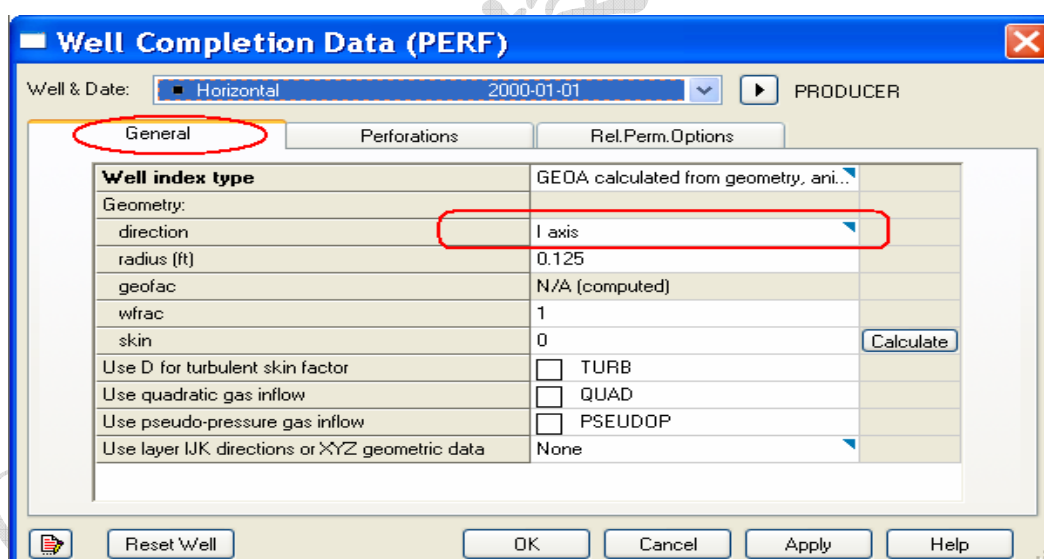 Well Completion Data (PERF)
Well & Date: Horizontal 2000-01-01 PRODUCER
General Perforations Rel.Perm.Options
Well index type GEOA calculated from geometry, ani...
Geometry:
direction I axis
radius (ft) 0.125
geofac N/A (computed)
wfrac 1
skin 0 Calculate
Use D for turbulent skin factor TURB
Use quadratic gas inflow QUAD
Use pseudo-pressure gas inflow PSEUDOP
Use layer IJK directions or XYZ geometric data None
Reset Well OK Cancel Apply Help